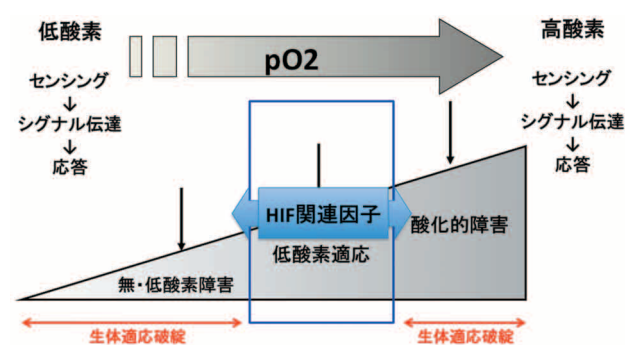 低酸素
センシング
↓
シグナル伝達
↓
応答
pO2
高酸素
センシング
↓
シグナル伝達
↓
応答
HIF関連因子
低酸素適応
酸化的障害
無・低酸素障害
生体適応破綻
生体適応破綻